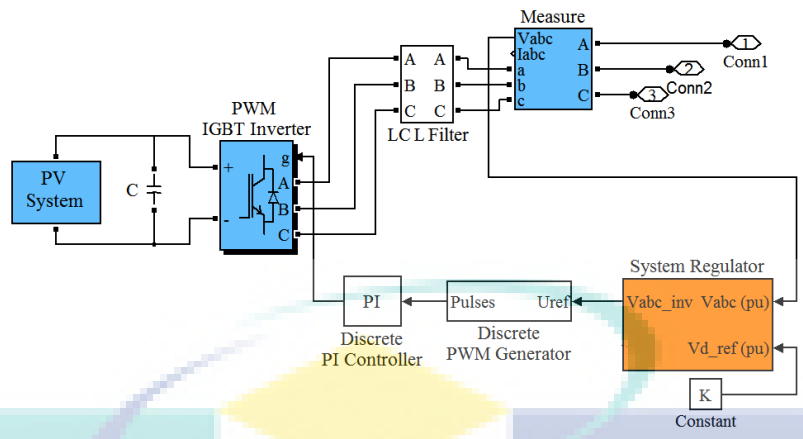 Measure
Vabc
Iabc
A
a
B
b
C
c
1
Conn1
2
Conn2
3
Conn3
A A
B B
C C
LC L Filter
PWM
IGBT Inverter
g
+
A
B
-
C
PV
System
C
System Regulator
Vabc_inv Vabc (pu)
Vd_ref (pu)
PI
Discrete
PI Controller
Pulses Uref
Discrete
PWM Generator
K
Constant